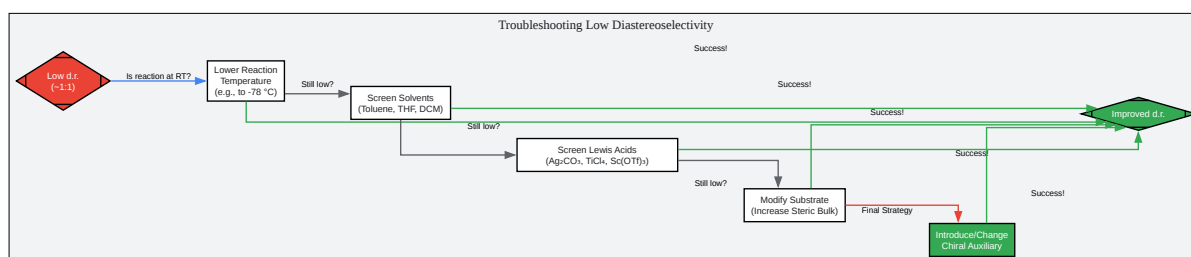 Troubleshooting Low Diastereoselectivity
Low d.r.
(~1:1)
Is reaction at RT?
Lower Reaction
Temperature
(e.g., to -78 °C)
Still low?
Screen Solvents
(Toluene, THF, DCM)
Still low?
Screen Lewis Acids
(Ag₂CO₃, TiCl₄, Sc(OTf)₃)
Still low?
Modify Substrate
(Increase Steric Bulk)
Final Strategy
Introduce/Change
Chiral Auxiliary
Success!
Success!
Success!
Success!
Success!
Improved d.r.